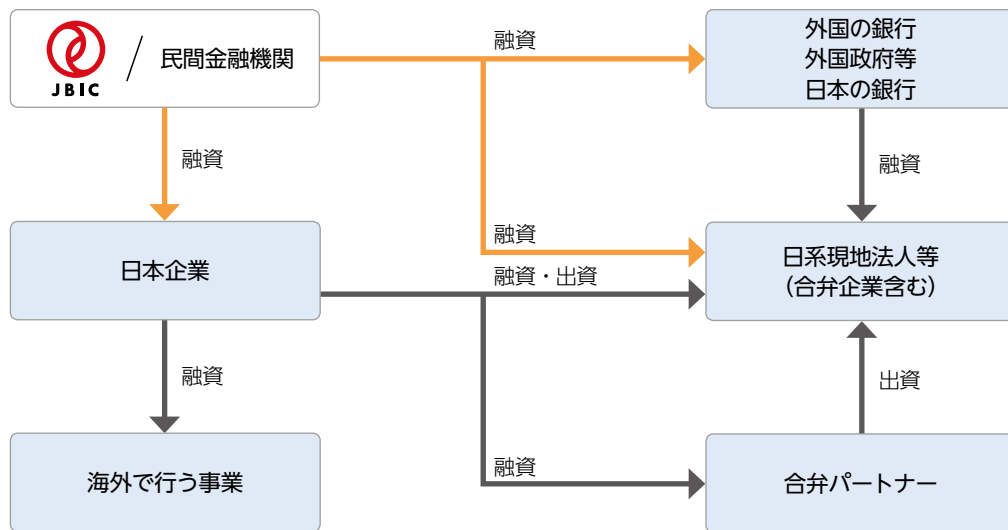 JBIC
民間金融機関
融資
外国の銀行
外国政府等
日本の銀行
融資
融資
融資
日本企業
融資・出資
日系現地法人等
（合弁企業含む）
融資
出資
海外で行う事業
融資
合弁パートナー